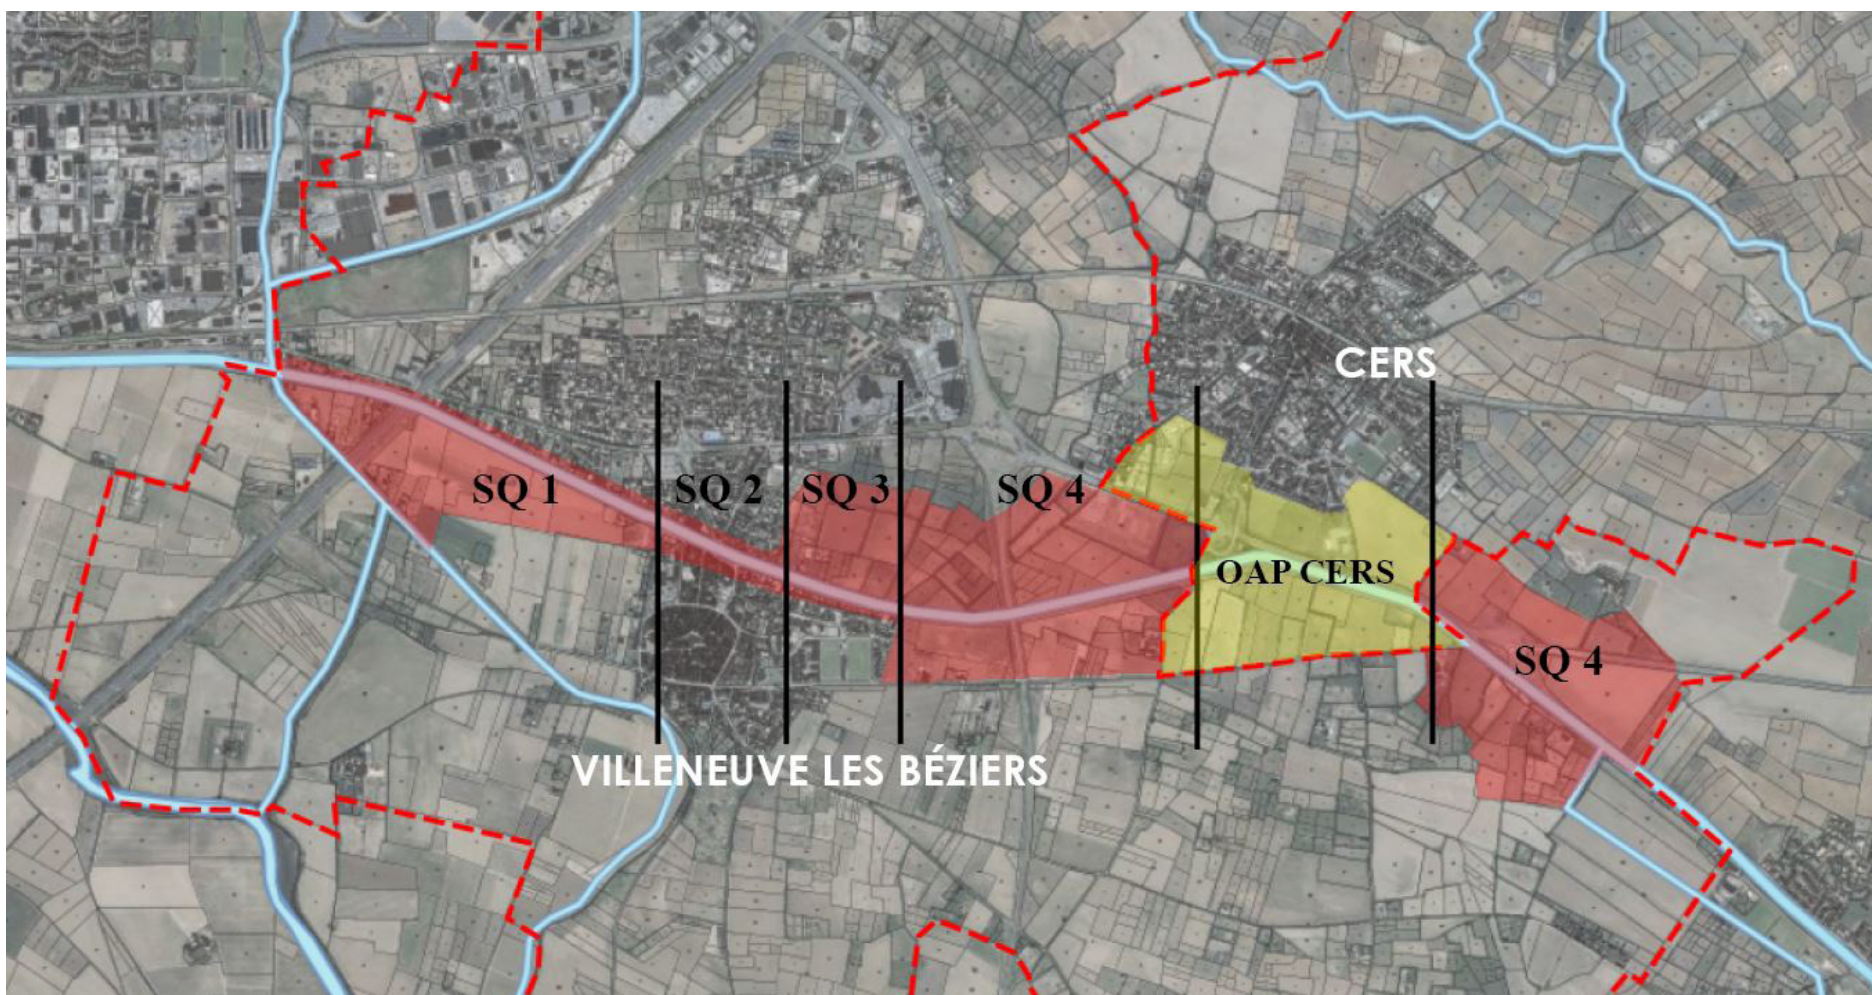 CERS
SQ 1
SQ 2
SQ 3
SQ 4
OAP CERS
SQ 4
VILLENEUVE LES BÉZIERS